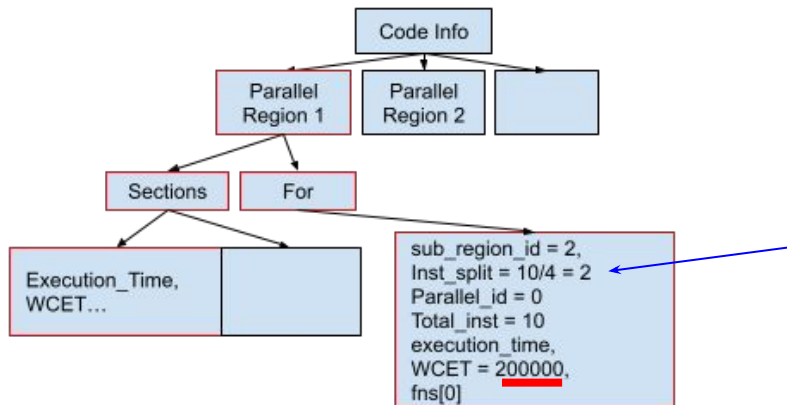 Code Info
Parallel
Region 1
Parallel
Region 2
Sections
For
Execution_Time,
WCET...
sub_region_id = 2,
Inst_split = 10/4 = 2
Parallel_id = 0
Total_inst = 10
execution_time,
WCET = 200000,
fns[0]